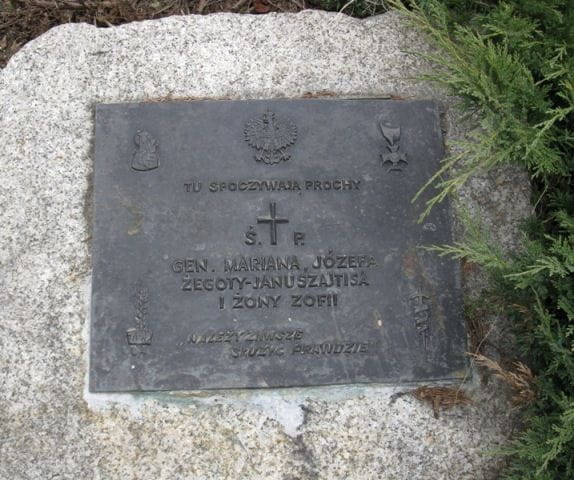 TU SPOCZYWAJĄ PROCHY
Ś. P.
GEN. MARIANA, JÓZEFA
ŻEGOTY-JANUSZAJTISA
I ŻONY ZOFII
„NALEŻY ZAWSZE
SŁUŻYĆ PRAWDZIE"